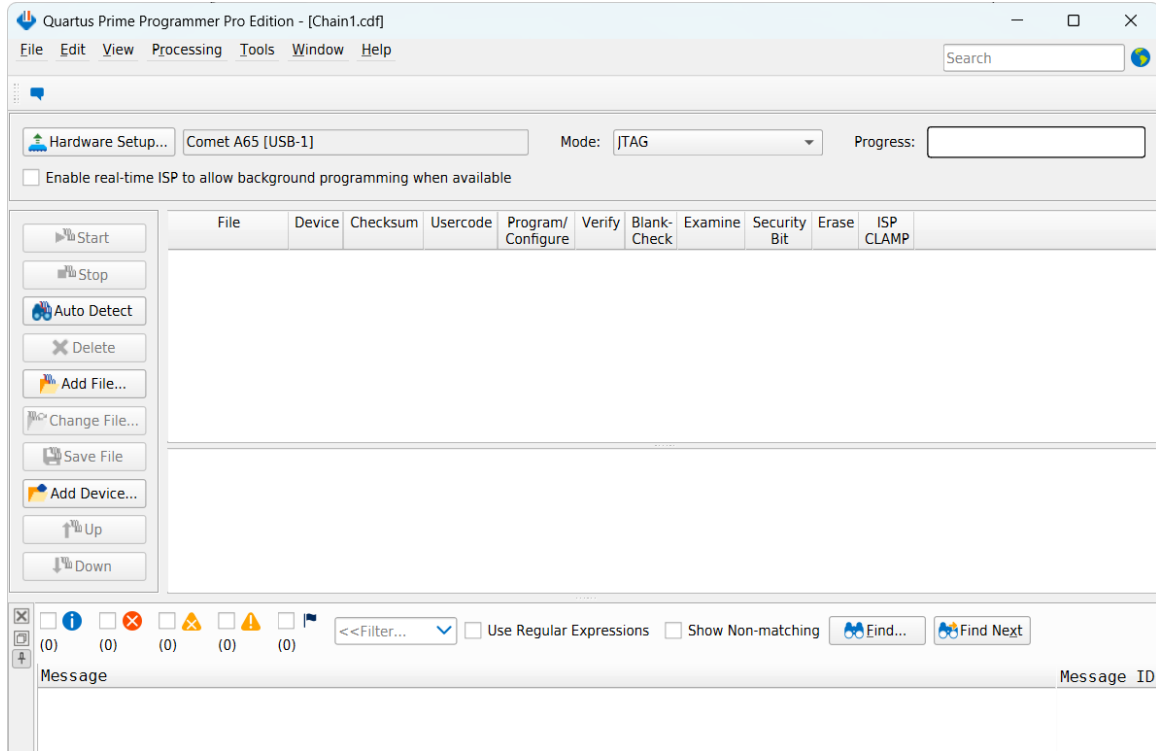 Quartus Prime Programmer Pro Edition - [Chain1.cdf]
File Edit View Processing Tools Window Help
Search
Hardware Setup... Comet A65 [USB-1] Mode: JTAG Progress:
Enable real-time ISP to allow background programming when available
File Device Checksum Usercode Program/ Configure Verify Blank- Check Examine Security Bit Erase ISP CLAMP
Start
Stop
Auto Detect
Delete
Add File...
Change File...
Save File
Add Device...
Up
Down
(0) (0) (0) (0) (0) <<Filter... Use Regular Expressions Show Non-matching Find... Find Next
Message Message ID